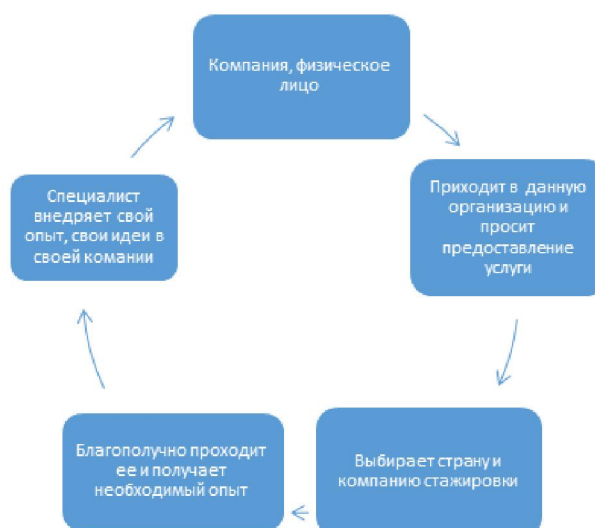 Компания, физическое
лицо
Приходит в данную
организацию и
просит
предоставление
услуги
Выбирает страну и
компанию стажировки
Благополучно проходит
ее и получает
необходимый опыт
Специалист
внедряет свой
опыт, свои идеи в
своей комании